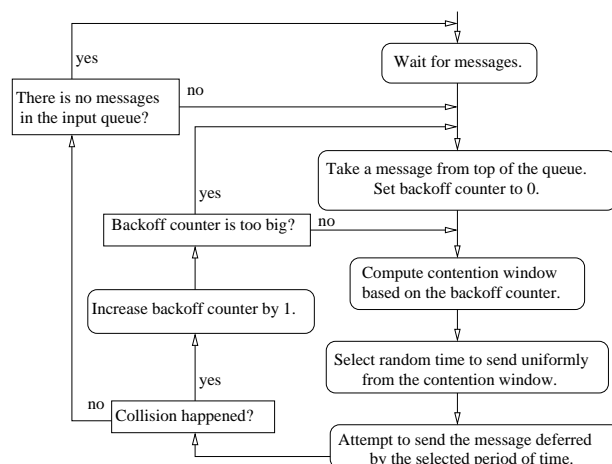 yes
Wait for messages.
There is no messages
in the input queue?
no
Take a message from top of the queue.
Set backoff counter to 0.
yes
Backoff counter is too big?
no
Compute contention window
based on the backoff counter.
Increase backoff counter by 1.
Select random time to send uniformly
from the contention window.
yes
no
Collision happened?
Attempt to send the message deferred
by the selected period of time.